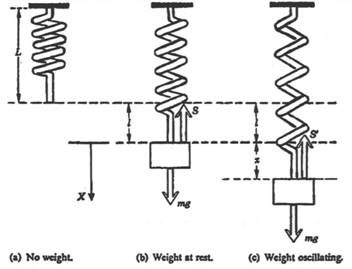 L
S
l
l
S'
x
X
mg
mg
(a) No weight.
(b) Weight at rest.
(c) Weight oscillating.